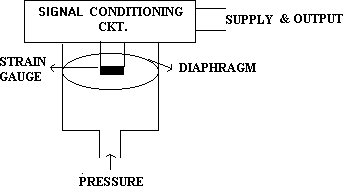 SIGNAL CONDITIONING
CKT.
SUPPLY & OUTPUT
STRAIN
GAUGE
DIAPHRAGM
PRESSURE